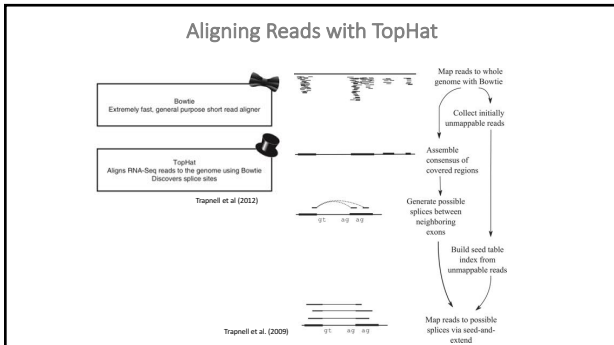 Aligning Reads with TopHat
Bowtie
Extremely fast, general purpose short read aligner
TopHat
Aligns RNA-Seq reads to the genome using Bowtie
Discovers splice sites
Trapnell et al (2012)
Map reads to whole
genome with Bowtie
Collect initially
unmappable reads
Assemble
consensus of
covered regions
Generate possible
splices between
neighboring
exons
gt ag ag
Build seed table
index from
unmappable reads
Map reads to possible
splices via seed-and-
extend
gt ag ag
Trapnell et al. (2009)